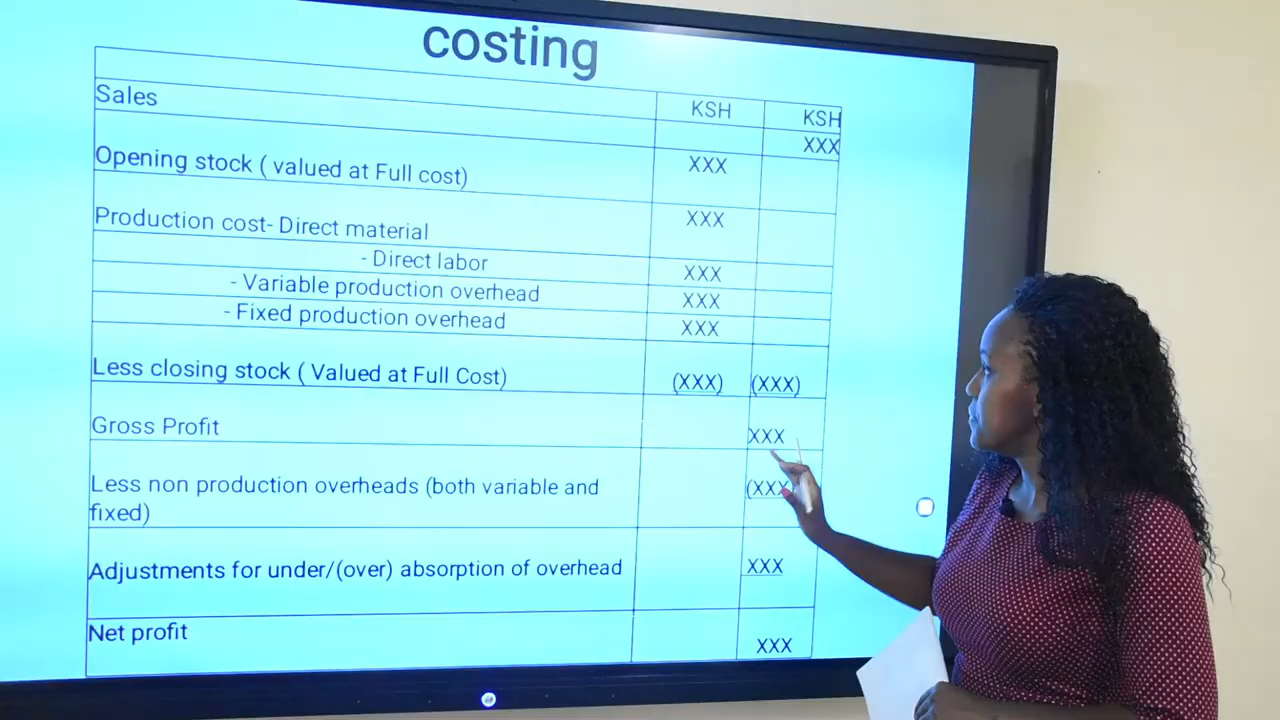 costing
KSH KSH
Sales XXX
Opening stock ( valued at Full cost) XXX
Production cost- Direct material XXX
- Direct labor XXX
- Variable production overhead XXX
- Fixed production overhead XXX
Less closing stock ( Valued at Full Cost) (XXX) (XXX)
Gross Profit XXX
Less non production overheads (both variable and (XXX)
fixed)
Adjustments for under/(over) absorption of overhead XXX
Net profit XXX